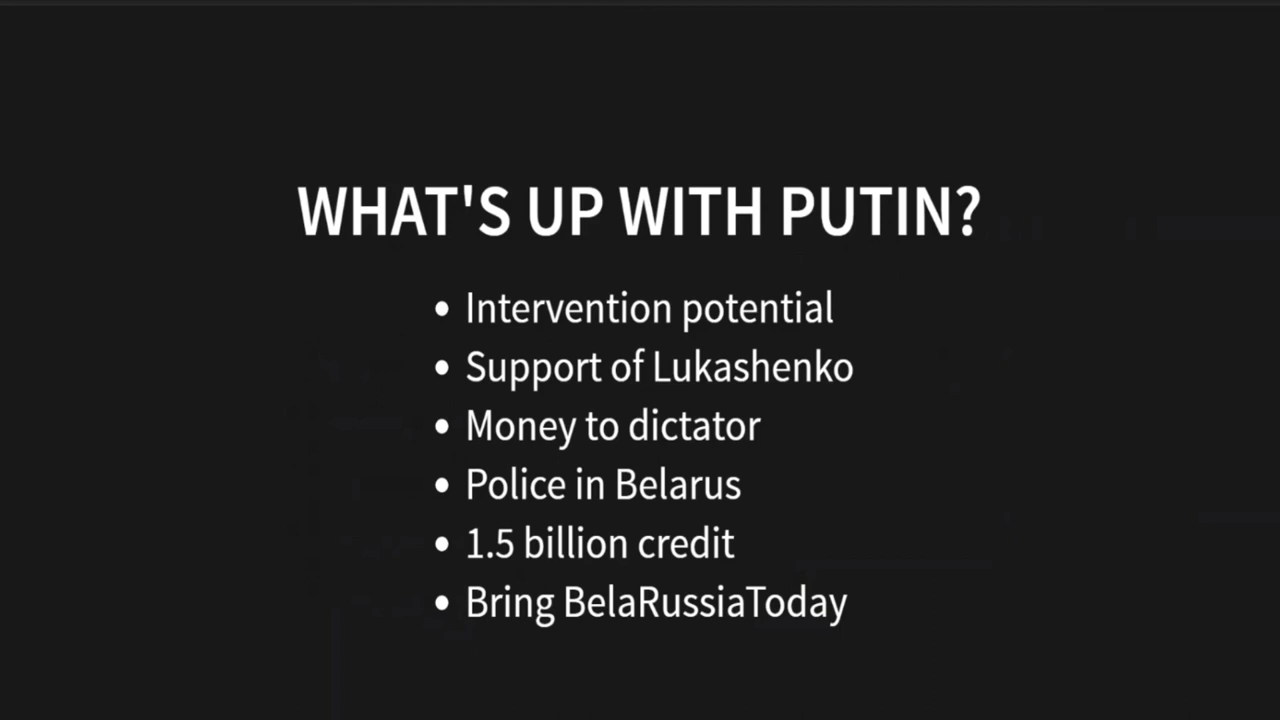 WHAT'S UP WITH PUTIN?
• Intervention potential
• Support of Lukashenko
• Money to dictator
• Police in Belarus
• 1.5 billion credit
• Bring BelaRussiaToday